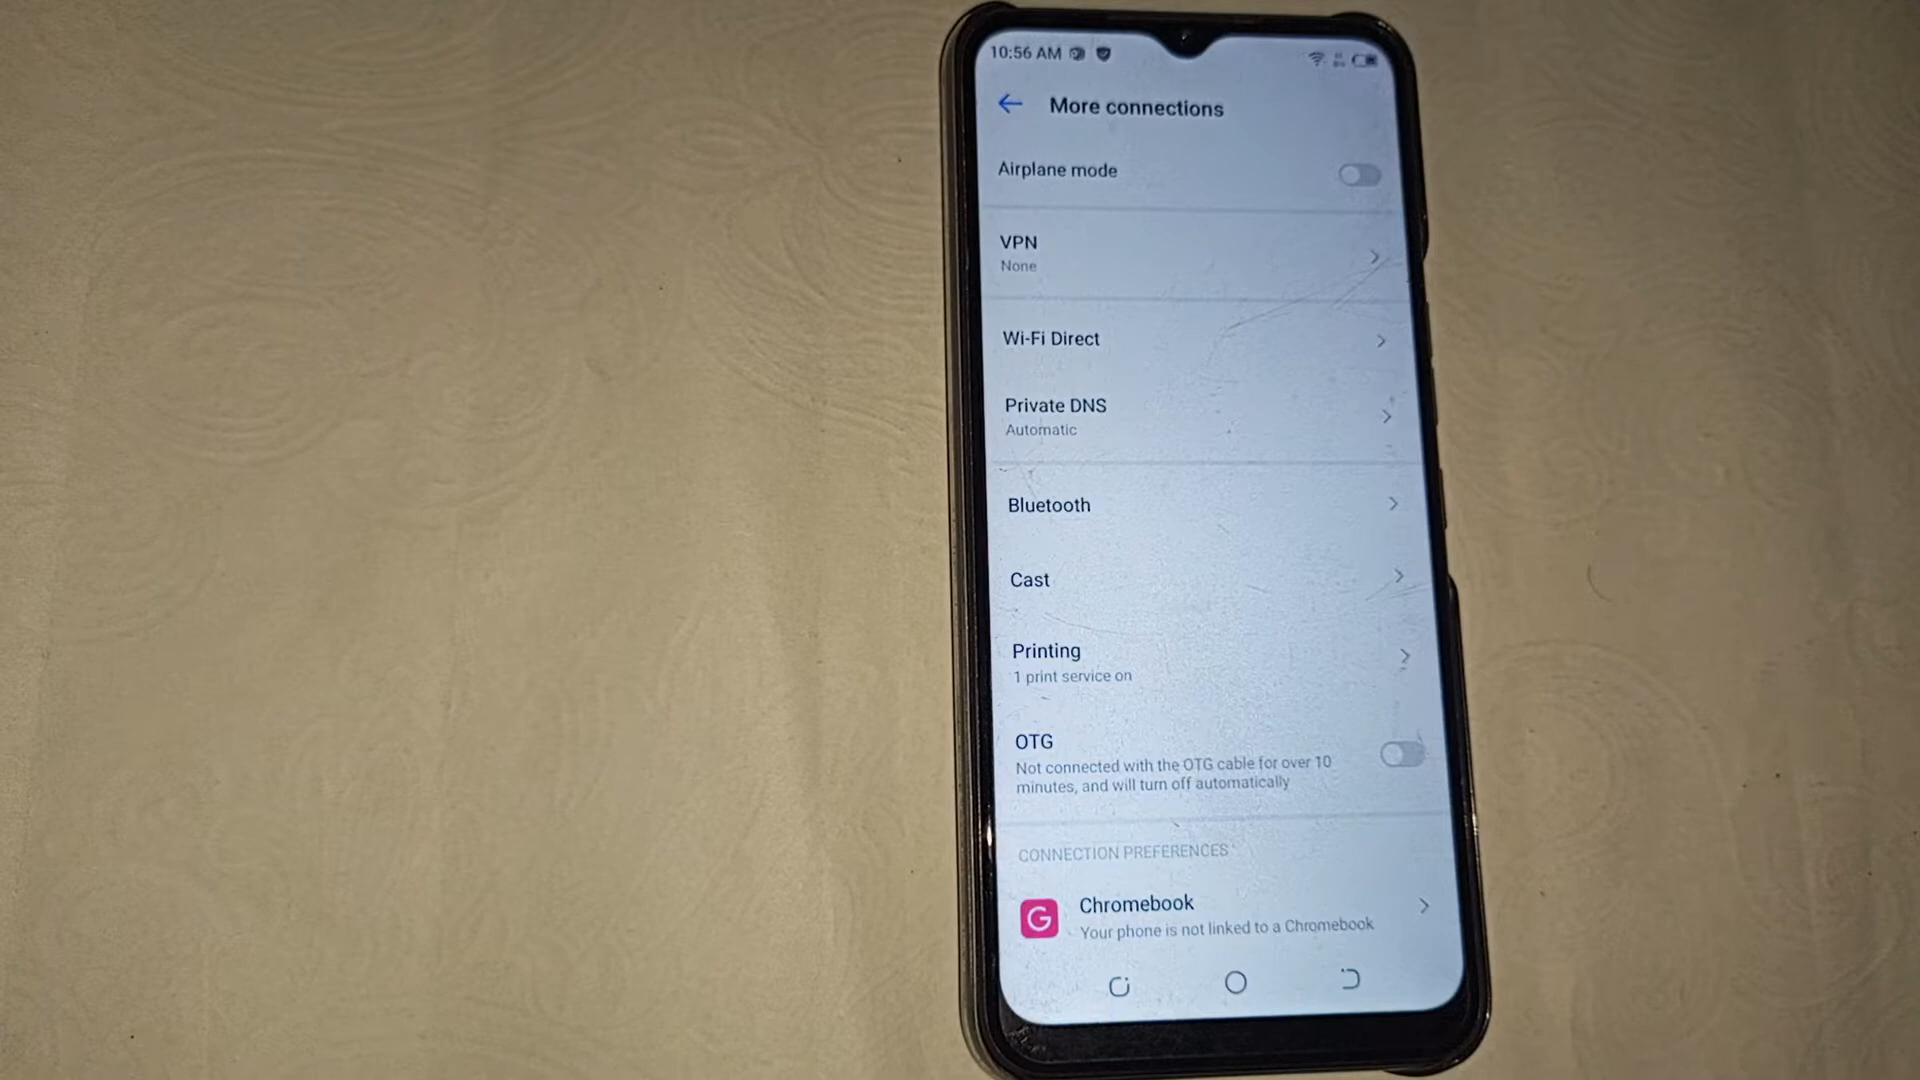 10:56 AM
More connections
Airplane mode
VPN
None
Wi-Fi Direct
Private DNS
Automatic
Bluetooth
Cast
Printing
1 print service on
OTG
Not connected with the OTG cable for over 10
minutes, and will turn off automatically
CONNECTION PREFERENCES
G
Chromebook
Your phone is not linked to a Chromebook